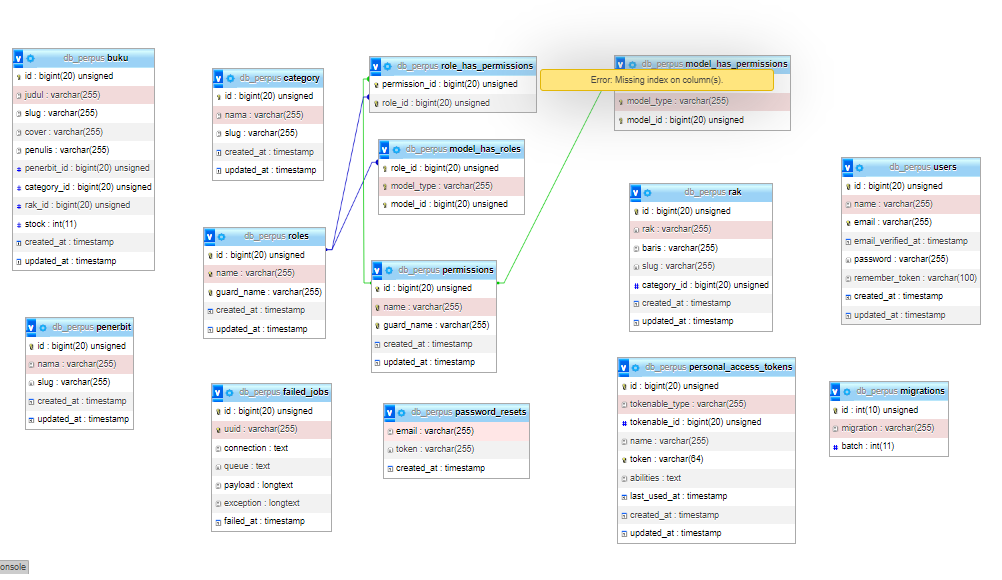 db_perpus buku
id : bigint(20) unsigned
judul : varchar(255)
slug : varchar(255)
cover : varchar(255)
penulis : varchar(255)
penerbit_id : bigint(20) unsigned
category_id : bigint(20) unsigned
rak_id : bigint(20) unsigned
stock : int(11)
created_at : timestamp
updated_at : timestamp
db_perpus category
id : bigint(20) unsigned
nama : varchar(255)
slug : varchar(255)
created_at : timestamp
updated_at : timestamp
db_perpus role_has_permissions
permission_id : bigint(20) unsigned
role_id : bigint(20) unsigned
db_perpus model_has_permissions
Error: Missing index on column(s).
model_type : varchar(255)
model_id : bigint(20) unsigned
db_perpus model_has_roles
role_id : bigint(20) unsigned
model_type : varchar(255)
model_id : bigint(20) unsigned
db_perpus users
id : bigint(20) unsigned
name : varchar(255)
email : varchar(255)
email_verified_at : timestamp
password : varchar(255)
remember_token : varchar(100)
created_at : timestamp
updated_at : timestamp
db_perpus rak
id : bigint(20) unsigned
rak : varchar(255)
baris : varchar(255)
slug : varchar(255)
category_id : bigint(20) unsigned
created_at : timestamp
updated_at : timestamp
db_perpus roles
id : bigint(20) unsigned
name : varchar(255)
guard_name : varchar(255)
created_at : timestamp
updated_at : timestamp
db_perpus permissions
id : bigint(20) unsigned
name : varchar(255)
guard_name : varchar(255)
created_at : timestamp
updated_at : timestamp
db_perpus penerbit
id : bigint(20) unsigned
nama : varchar(255)
slug : varchar(255)
created_at : timestamp
updated_at : timestamp
db_perpus failed_jobs
id : bigint(20) unsigned
uuid : varchar(255)
connection : text
queue : text
payload : longtext
exception : longtext
failed_at : timestamp
db_perpus password_resets
email : varchar(255)
token : varchar(255)
created_at : timestamp
db_perpus personal_access_tokens
id : bigint(20) unsigned
tokenable_type : varchar(255)
tokenable_id : bigint(20) unsigned
name : varchar(255)
token : varchar(64)
abilities : text
last_used_at : timestamp
created_at : timestamp
updated_at : timestamp
db_perpus migrations
id : int(10) unsigned
migration : varchar(255)
batch : int(11)
onsole